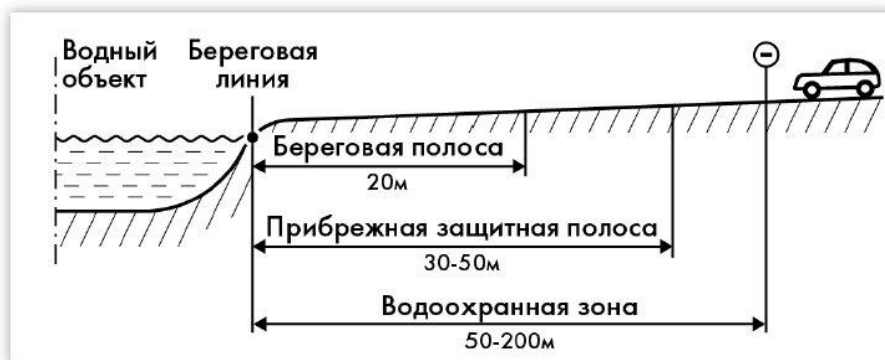 Водный
объект
Береговая
линия
Береговая полоса
20м
Прибрежная защитная полоса
30-50м
Водоохранная зона
50-200м